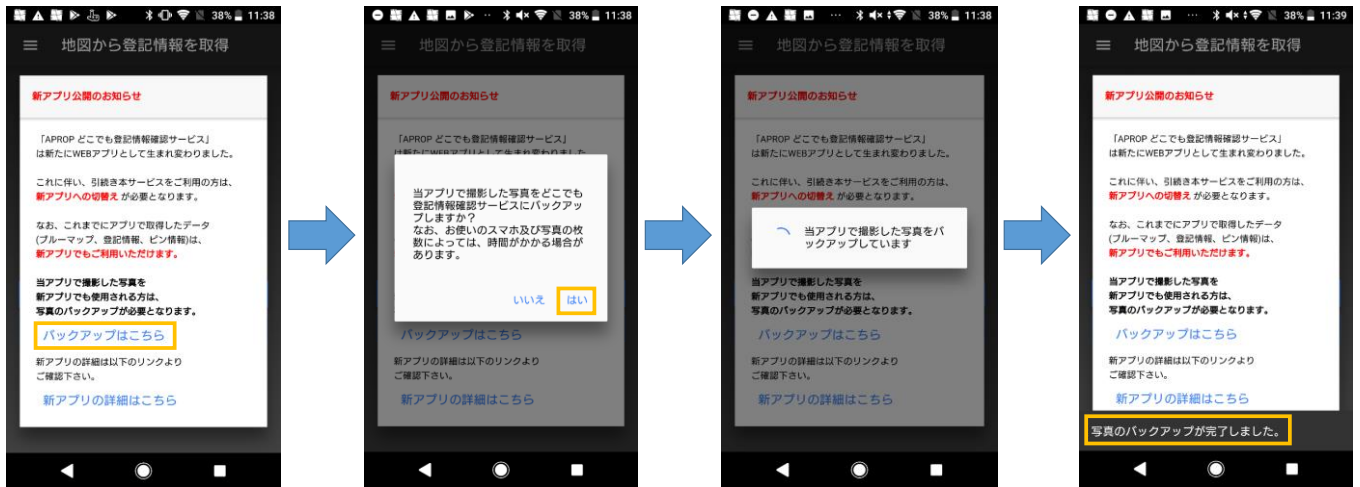 38% 11:38
地図から登記情報を取得
新アプリ公開のお知らせ
「APROP どこでも登記情報確認サービス」
は新たにWEBアプリとして生まれ変わりました。
これに伴い、引続き本サービスをご利用の方は、
新アプリへの切替え が必要となります。
なお、これまでにアプリで取得したデータ
(ブルーマップ、登記情報、ピン情報)は、
新アプリでもご利用いただけます。
当アプリで撮影した写真を
新アプリでも使用される方は、
写真のバックアップが必要となります。
バックアップはこちら
新アプリの詳細は以下のリンクより
ご確認下さい。
新アプリの詳細はこちら
38% 11:38
地図から登記情報を取得
新アプリ公開のお知らせ
「APROP どこでも登記情報確認サービス」
は新たにWEBアプリとして生まれ変わりました。
当アプリで撮影した写真をどこでも
登記情報確認サービスにバックアッ
プしますか？
なお、お使いのスマホ及び写真の枚
数によっては、時間がかかる場合が
あります。
いいえ はい
バックアップはこちら
新アプリの詳細は以下のリンクより
ご確認下さい。
新アプリの詳細はこちら
38% 11:38
地図から登記情報を取得
新アプリ公開のお知らせ
「APROP どこでも登記情報確認サービス」
は新たにWEBアプリとして生まれ変わりました。
これに伴い、引続き本サービスをご利用の方は、
新アプリへの切替え が必要となります。
当アプリで撮影した写真をバ
ックアップしています
当アプリで撮影した写真を
新アプリでも使用される方は、
写真のバックアップが必要となります。
バックアップはこちら
新アプリの詳細は以下のリンクより
ご確認下さい。
新アプリの詳細はこちら
38% 11:39
地図から登記情報を取得
新アプリ公開のお知らせ
「APROP どこでも登記情報確認サービス」
は新たにWEBアプリとして生まれ変わりました。
これに伴い、引続き本サービスをご利用の方は、
新アプリへの切替え が必要となります。
なお、これまでにアプリで取得したデータ
(ブルーマップ、登記情報、ピン情報)は、
新アプリでもご利用いただけます。
当アプリで撮影した写真を
新アプリでも使用される方は、
写真のバックアップが必要となります。
バックアップはこちら
新アプリの詳細は以下のリンクより
ご確認下さい。
新アプリの詳細はこちら
写真のバックアップが完了しました。